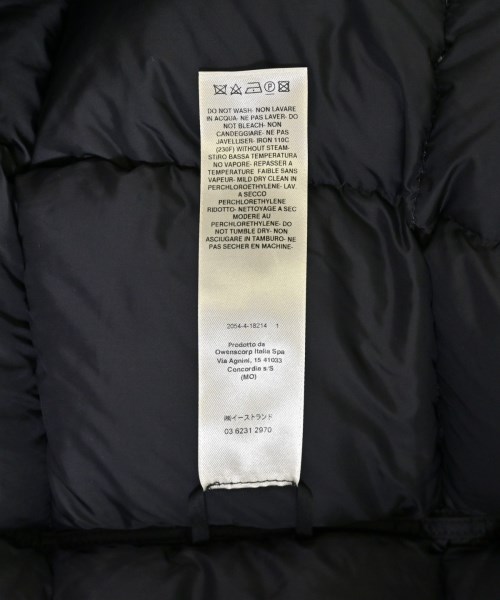 DO NOT WASH- NON LAVARE
IN ACQUA- NE PAS LAVER- DO
NOT BLEACH- NON
CANDEGGIARE- NE PAS
JAVELLISER- IRON 110C
(230F) WITHOUT STEAM-
STIRO BASSA TEMPERATURA
NO VAPORE- REPASSER A
TEMPERATURE FAIBLE SANS
VAPEUR- MILD DRY CLEAN IN
PERCHLOROETHYLENE- LAV.
A SECCO
PERCHLOROETHYLENE
RIDOTTO- NETTOYAGE A SEC
MODERE AU
PERCHLOROETHYLENE- DO
NOT TUMBLE DRY- NON
ASCIUGARE IN TAMBURO- NE
PAS SECHER EN MACHINE-
2054-4-18214 1
Prodotto da
Owenscorp Italia Spa
Via Agnini, 15 41033
Concordia s/S
(MO)
㈱イーストランド
03 6231 2970